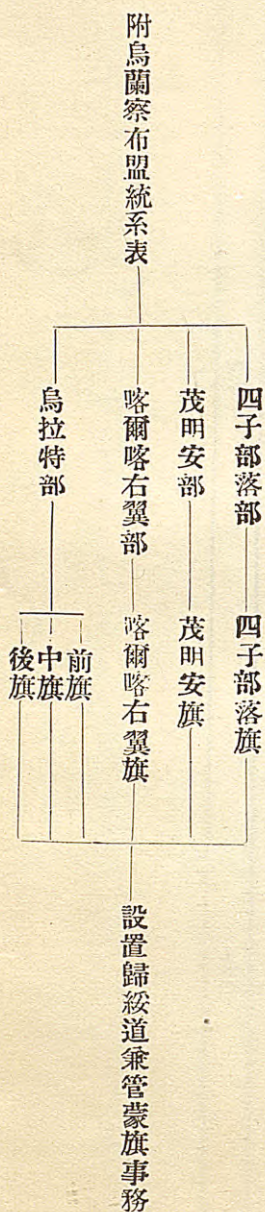 附烏蘭察布盟統系表
四子部落部
茂明安部
喀爾喀右翼部
烏拉特部
四子部落旗
茂明安旗
喀爾喀右翼旗
前旗
中旗
後旗
設置歸綏道兼管蒙旗事務